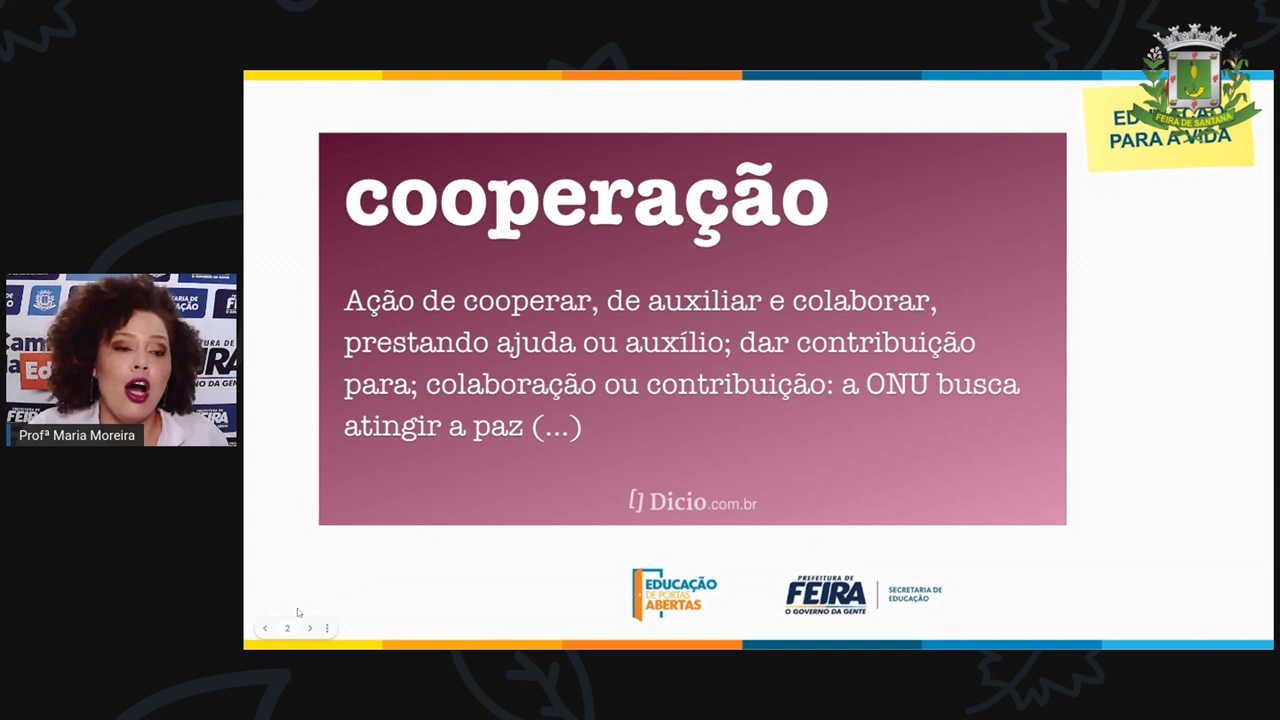 FEIRA DE SANTANA
PARA A VIDA
cooperação
Ação de cooperar, de auxiliar e colaborar,
prestando ajuda ou auxílio; dar contribuição
para; colaboração ou contribuição: a ONU busca
atingir a paz (...)
[] Dicio.com.br
Profª Maria Moreira
EDUCAÇÃO
DE PORTAS
ABERTAS
PREFEITURA DE
FEIRA
O GOVERNO DA GENTE
SECRETARIA DE
EDUCAÇÃO
2